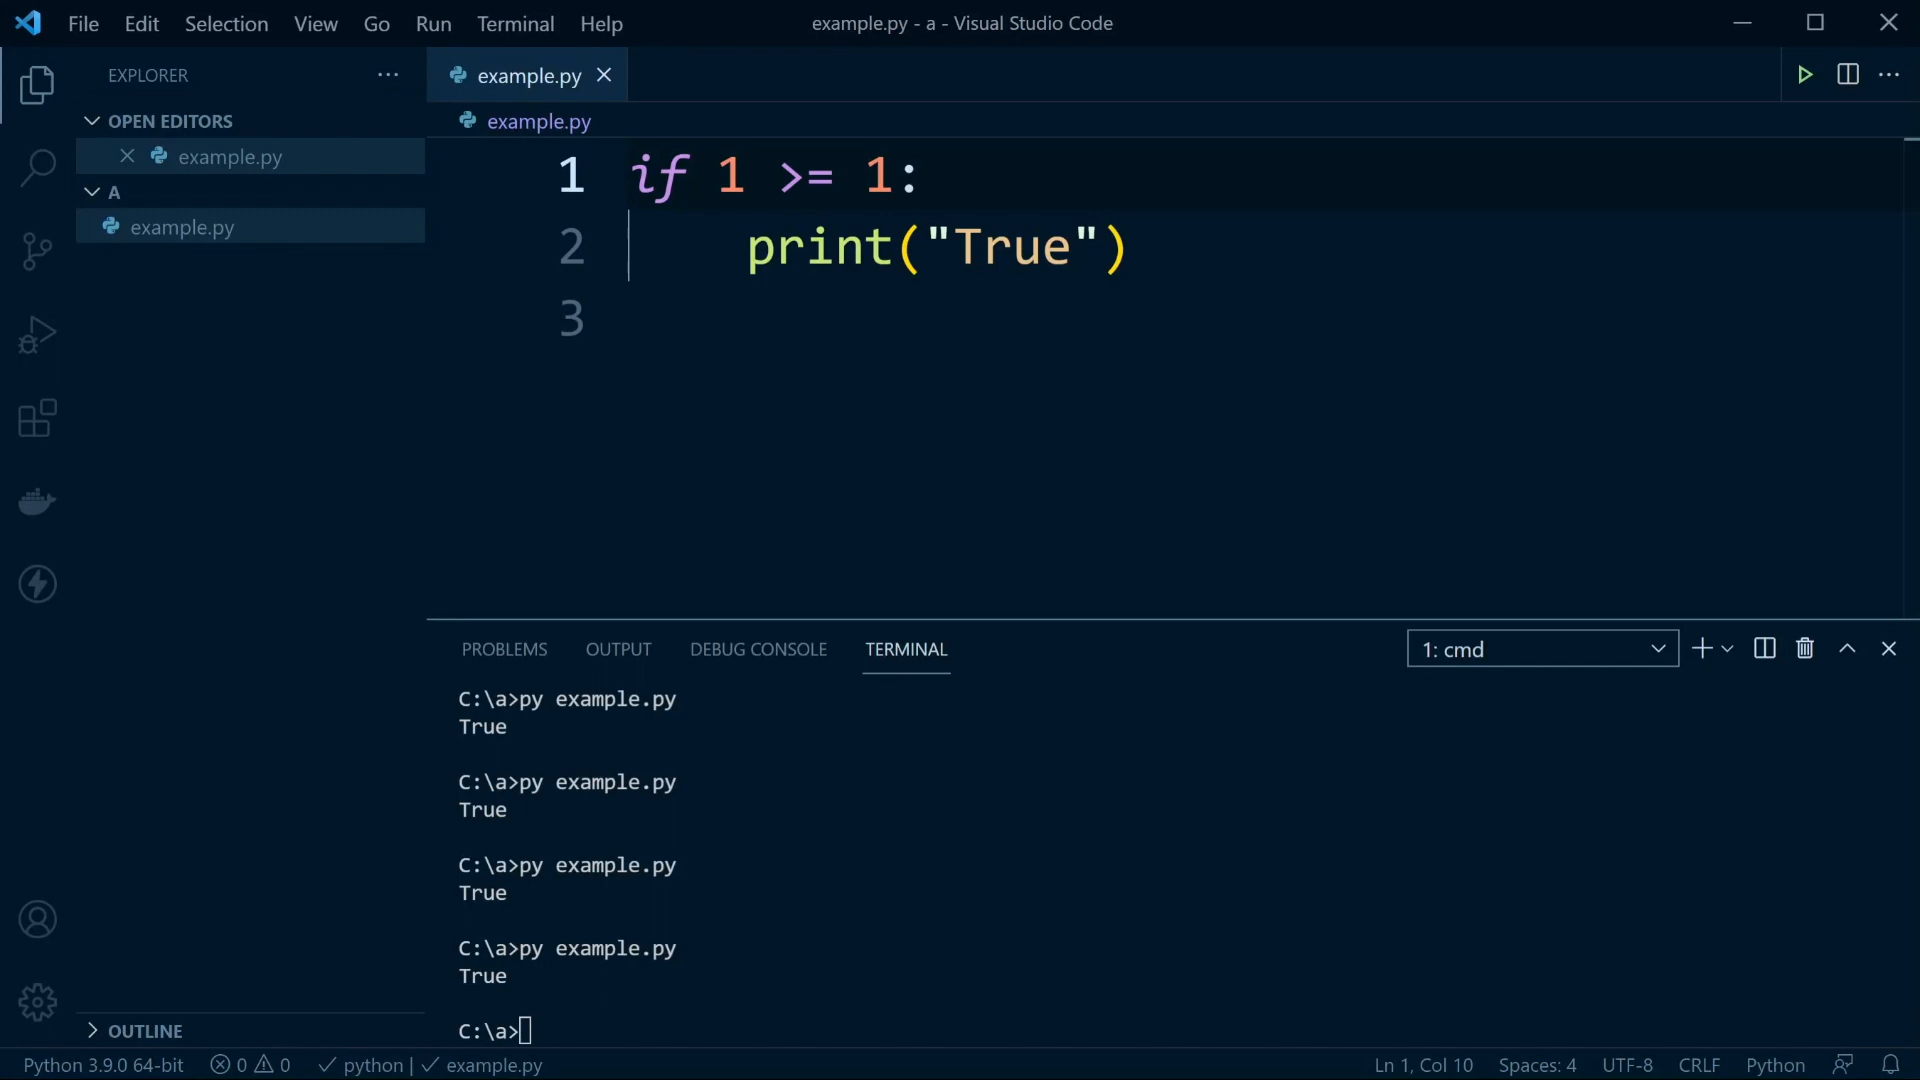 File Edit Selection View Go Run Terminal Help
example.py - a - Visual Studio Code
EXPLORER
example.py
OPEN EDITORS
example.py
example.py
A
example.py
1 if 1 >= 1:
2 print("True")
3
PROBLEMS OUTPUT DEBUG CONSOLE TERMINAL
1: cmd
C:\a>py example.py
True
C:\a>py example.py
True
C:\a>py example.py
True
C:\a>py example.py
True
C:\a>
OUTLINE
Python 3.9.0 64-bit 0 0 python | example.py Ln 1, Col 10 Spaces: 4 UTF-8 CRLF Python